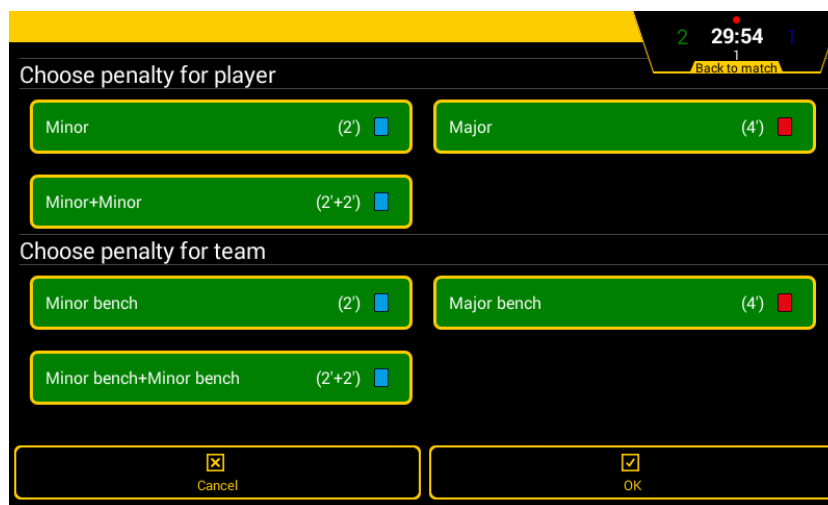 2 29:54 1
1
Back to match
Choose penalty for player
Minor (2') Major (4')
Minor+Minor (2'+2')
Choose penalty for team
Minor bench (2') Major bench (4')
Minor bench+Minor bench (2'+2')
Cancel OK